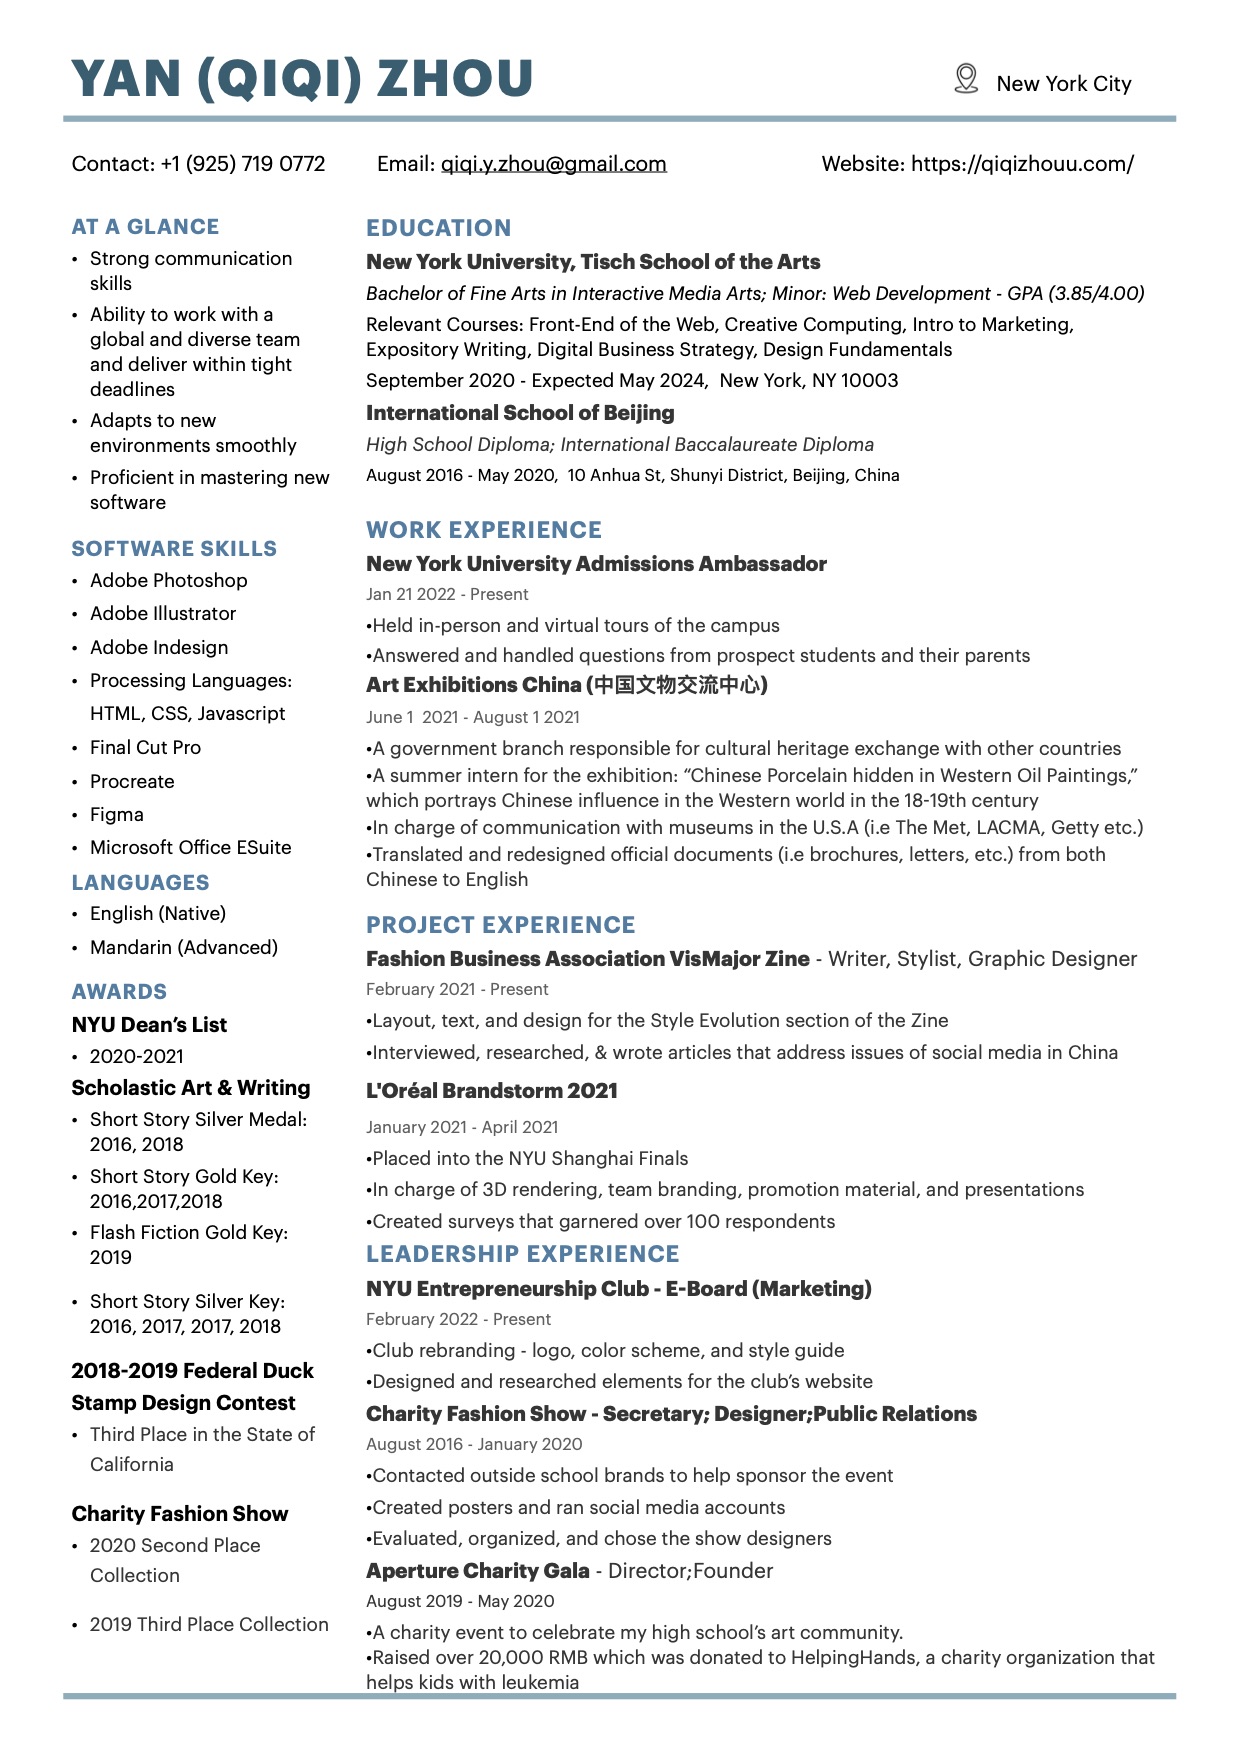 YAN (QIQI) ZHOU
New York City
Contact: +1 (925) 719 0772
Email: qiqi.y.zhou@gmail.com
Website: https://qiqizhouu.com/
AT A GLANCE
• Strong communication
skills
• Ability to work with a
global and diverse team
and deliver within tight
deadlines
• Adapts to new
environments smoothly
• Proficient in mastering new
software
SOFTWARE SKILLS
• Adobe Photoshop
• Adobe Illustrator
• Adobe Indesign
• Processing Languages:
HTML, CSS, Javascript
• Final Cut Pro
• Procreate
• Figma
• Microsoft Office ESuite
LANGUAGES
• English (Native)
• Mandarin (Advanced)
AWARDS
NYU Dean’s List
• 2020-2021
Scholastic Art & Writing
• Short Story Silver Medal:
2016, 2018
• Short Story Gold Key:
2016,2017,2018
• Flash Fiction Gold Key:
2019
• Short Story Silver Key:
2016, 2017, 2017, 2018
2018-2019 Federal Duck
Stamp Design Contest
• Third Place in the State of
California
Charity Fashion Show
• 2020 Second Place
Collection
• 2019 Third Place Collection
EDUCATION
New York University, Tisch School of the Arts
Bachelor of Fine Arts in Interactive Media Arts; Minor: Web Development - GPA (3.85/4.00)
Relevant Courses: Front-End of the Web, Creative Computing, Intro to Marketing,
Expository Writing, Digital Business Strategy, Design Fundamentals
September 2020 - Expected May 2024,  New York, NY 10003
International School of Beijing
High School Diploma; International Baccalaureate Diploma
August 2016 - May 2020,  10 Anhua St, Shunyi District, Beijing, China
WORK EXPERIENCE
New York University Admissions Ambassador
Jan 21 2022 - Present
•Held in-person and virtual tours of the campus
•Answered and handled questions from prospect students and their parents
Art Exhibitions China (中国文物交流中心)
June 1  2021 - August 1 2021
•A government branch responsible for cultural heritage exchange with other countries
•A summer intern for the exhibition: “Chinese Porcelain hidden in Western Oil Paintings,”
which portrays Chinese influence in the Western world in the 18-19th century
•In charge of communication with museums in the U.S.A (i.e The Met, LACMA, Getty etc.)
•Translated and redesigned official documents (i.e brochures, letters, etc.) from both
Chinese to English
PROJECT EXPERIENCE
Fashion Business Association VisMajor Zine - Writer, Stylist, Graphic Designer
February 2021 - Present
•Layout, text, and design for the Style Evolution section of the Zine
•Interviewed, researched, & wrote articles that address issues of social media in China
L'Oréal Brandstorm 2021
January 2021 - April 2021
•Placed into the NYU Shanghai Finals
•In charge of 3D rendering, team branding, promotion material, and presentations
•Created surveys that garnered over 100 respondents
LEADERSHIP EXPERIENCE
NYU Entrepreneurship Club - E-Board (Marketing)
February 2022 - Present
•Club rebranding - logo, color scheme, and style guide
•Designed and researched elements for the club’s website
Charity Fashion Show - Secretary; Designer;Public Relations
August 2016 - January 2020
•Contacted outside school brands to help sponsor the event
•Created posters and ran social media accounts
•Evaluated, organized, and chose the show designers
Aperture Charity Gala - Director;Founder
August 2019 - May 2020
•A charity event to celebrate my high school’s art community.
•Raised over 20,000 RMB which was donated to HelpingHands, a charity organization that
helps kids with leukemia